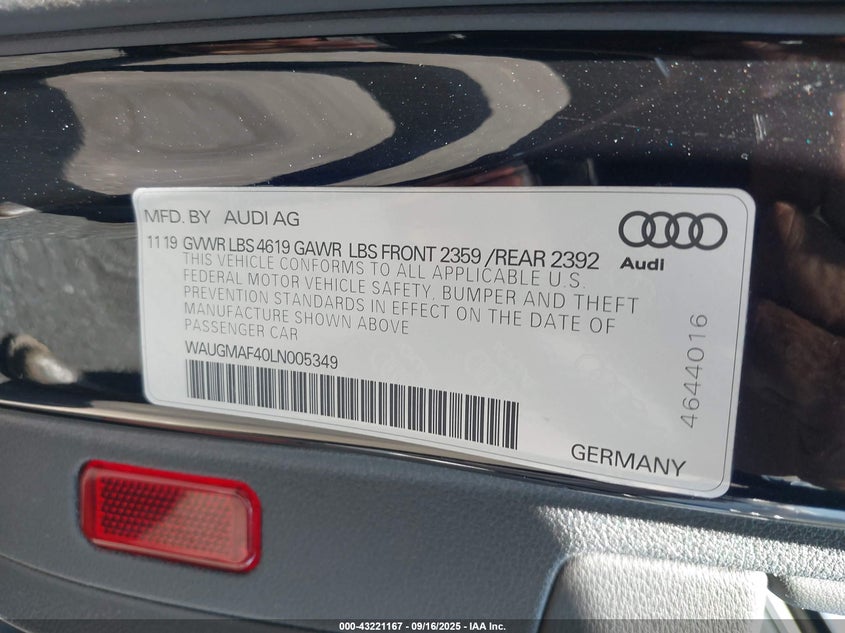 MFD. BY AUDI AG
11 19 GVWR LBS 4619 GAWR LBS FRONT 2359 /REAR 2392
THIS VEHICLE CONFORMS TO ALL APPLICABLE U.S.
FEDERAL MOTOR VEHICLE SAFETY, BUMPER AND THEFT
PREVENTION STANDARDS IN EFFECT ON THE DATE OF
MANUFACTURE SHOWN ABOVE
PASSENGER CAR
WAUGMAF40LN005349
Audi
4644016
GERMANY
000-43221167 - 09/16/2025 - IAA Inc.